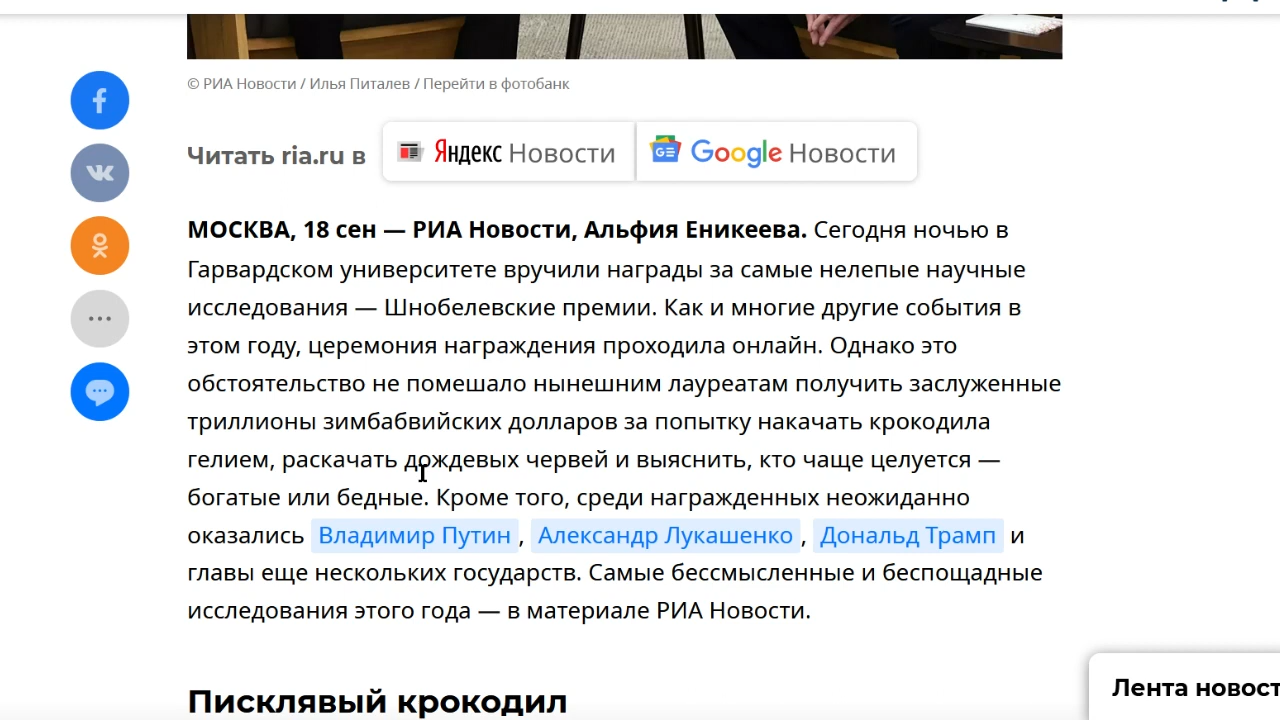 © РИА Новости / Илья Питалев / Перейти в фотобанк
Читать ria.ru в Яндекс Новости Google Новости
МОСКВА, 18 сен — РИА Новости, Альфия Еникеева. Сегодня ночью в
Гарвардском университете вручили награды за самые нелепые научные
исследования — Шнобелевские премии. Как и многие другие события в
этом году, церемония награждения проходила онлайн. Однако это
обстоятельство не помешало нынешним лауреатам получить заслуженные
триллионы зимбабвийских долларов за попытку накачать крокодила
гелием, раскачать дождевых червей и выяснить, кто чаще целуется —
богатые или бедные. Кроме того, среди награжденных неожиданно
оказались Владимир Путин , Александр Лукашенко , Дональд Трамп и
главы еще нескольких государств. Самые бессмысленные и беспощадные
исследования этого года — в материале РИА Новости.
Писклявый крокодил
Лента новост